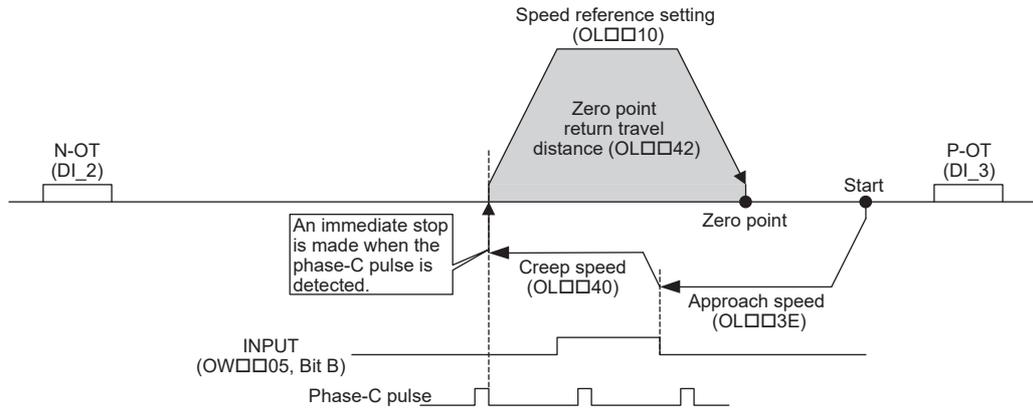 Speed reference setting
(OL□□10)
Zero point
return travel
distance (OL□□42)
N-OT
(DI_2)
P-OT
(DI_3)
Start
Zero point
An immediate stop
is made when the
phase-C pulse is
detected.
Creep speed
(OL□□40)
Approach speed
(OL□□3E)
INPUT
(OW□□05, Bit B)
Phase-C pulse